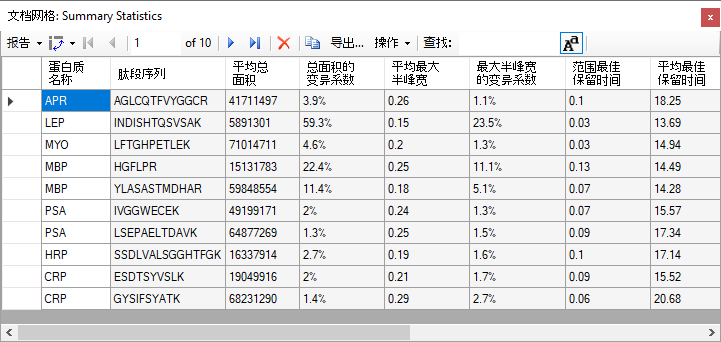 文档网格: Summary Statistics
报告 1 of 10 导出... 操作 查找: Aa
蛋白质名称 肽段序列 平均总面积 总面积的变异系数 平均最大半峰宽 最大半峰宽的变异系数 范围最佳保留时间 平均最佳保留时间
APR AGLCQTFVYGGCR 41711497 3.9% 0.26 1.1% 0.1 18.25
LEP INDISHTQSVSAK 5891301 59.3% 0.15 23.5% 0.03 13.69
MYO LFTGHPETLEK 71014711 4.6% 0.2 1.3% 0.03 14.94
MBP HGFLPR 15131783 22.4% 0.25 11.1% 0.13 14.49
MBP YLASASTMDHAR 59848554 11.4% 0.18 5.1% 0.07 14.28
PSA IVGGWECEK 49199171 2% 0.24 1.3% 0.07 15.57
PSA LSEPAELTDAVK 64877269 1.3% 0.25 1.5% 0.09 17.34
HRP SSDLVALSGGHTFGK 16337914 2.7% 0.19 1.6% 0.1 17.14
CRP ESDTSYVSLK 19049916 2% 0.21 1.7% 0.09 15.52
CRP GYSIFSYATK 68231290 1.4% 0.29 2.7% 0.06 20.68